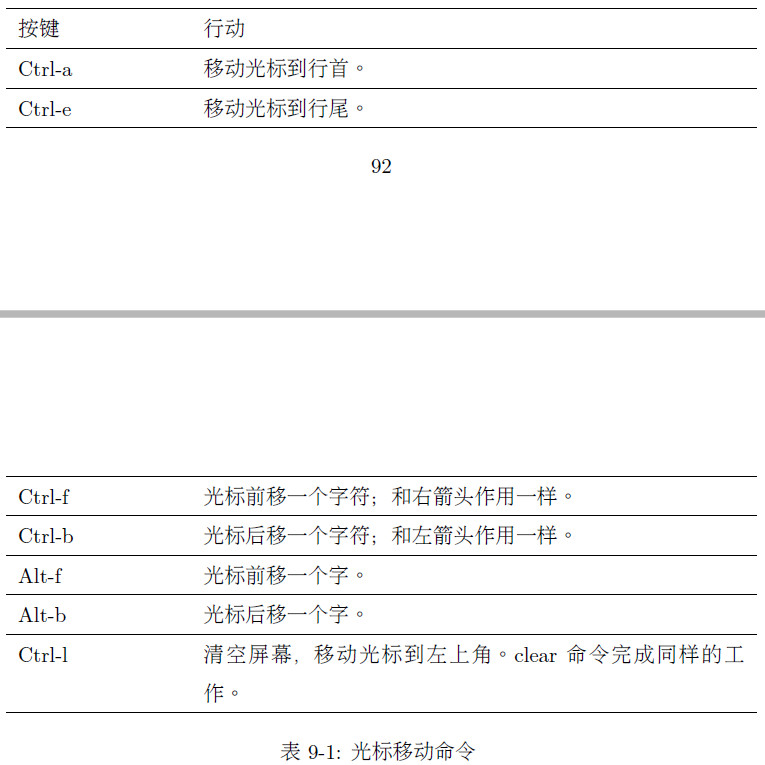 按键 行动
Ctrl-a 移动光标到行首。
Ctrl-e 移动光标到行尾。
92
Ctrl-f 光标前移一个字符；和右箭头作用一样。
Ctrl-b 光标后移一个字符；和左箭头作用一样。
Alt-f 光标前移一个字。
Alt-b 光标后移一个字。
Ctrl-l 清空屏幕，移动光标到左上角。clear 命令完成同样的工
作。
表 9-1: 光标移动命令